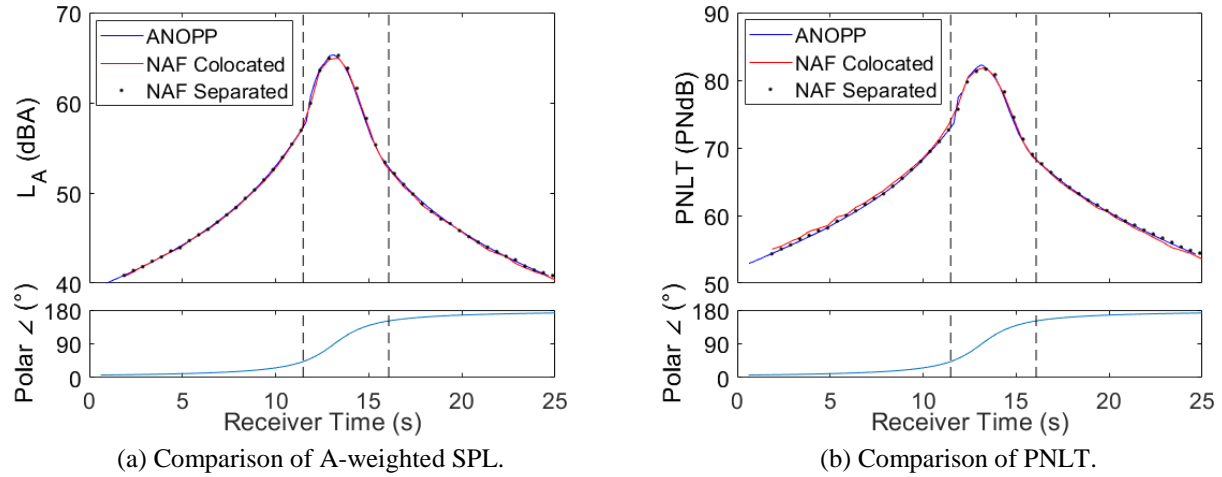 70
60
50
40
L_A (dBA)
ANOPP
NAF Colocated
NAF Separated
180
90
0
Polar ∠ (°)
0 5 10 15 20 25
Receiver Time (s)
(a) Comparison of A-weighted SPL.
90
80
70
60
50
PNLT (PNdB)
ANOPP
NAF Colocated
NAF Separated
180
90
0
Polar ∠ (°)
0 5 10 15 20 25
Receiver Time (s)
(b) Comparison of PNLT.